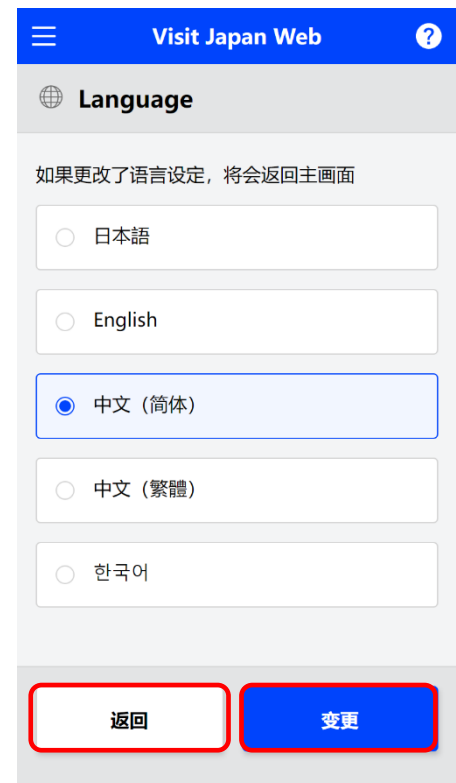 Visit Japan Web
?
Language
如果更改了语言设定，将会返回主画面
日本語
English
中文（简体）
中文（繁體）
한국어
返回
变更